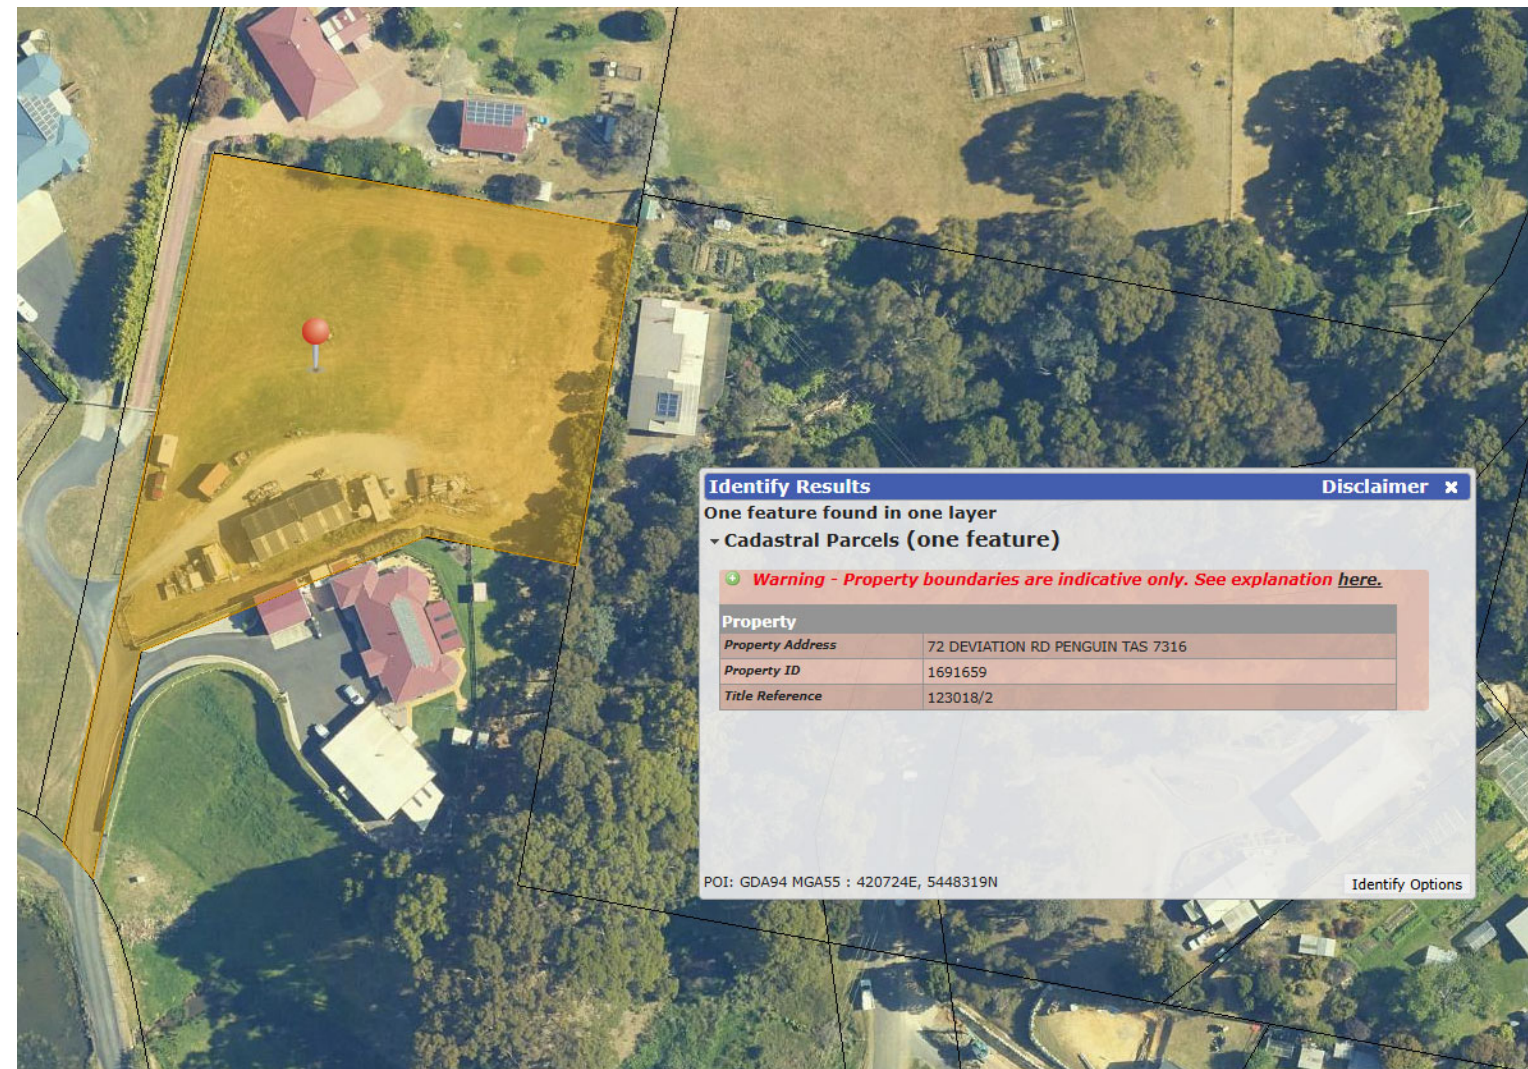 Identify Results Disclaimer ✖
One feature found in one layer
Cadastral Parcels (one feature)
Warning - Property boundaries are indicative only. See explanation here.
Property
Property Address 72 DEVIATION RD PENGUIN TAS 7316
Property ID 1691659
Title Reference 123018/2
POI: GDA94 MGA55 : 420724E, 5448319N Identify Options